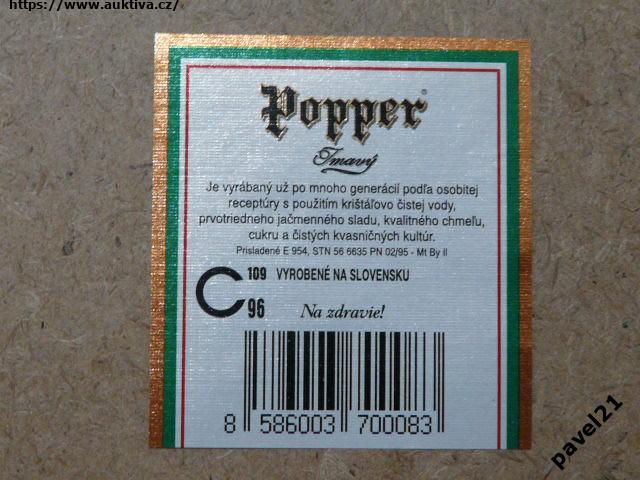 https://www.auktiva.cz/
Popper®
Tmavý
Je vyrábaný už po mnoho generácií podľa osobitej
receptúry s použitím krištáľovo čistej vody,
prvotriedneho jačmenného sladu, kvalitného chmeľu,
cukru a čistých kvasničných kultúr.
Prisladené E 954, STN 56 6635 PN 02/95 - Mt By II
C 109 VYROBENÉ NA SLOVENSKU
96 Na zdravie!
8 586003 700083
pavel21